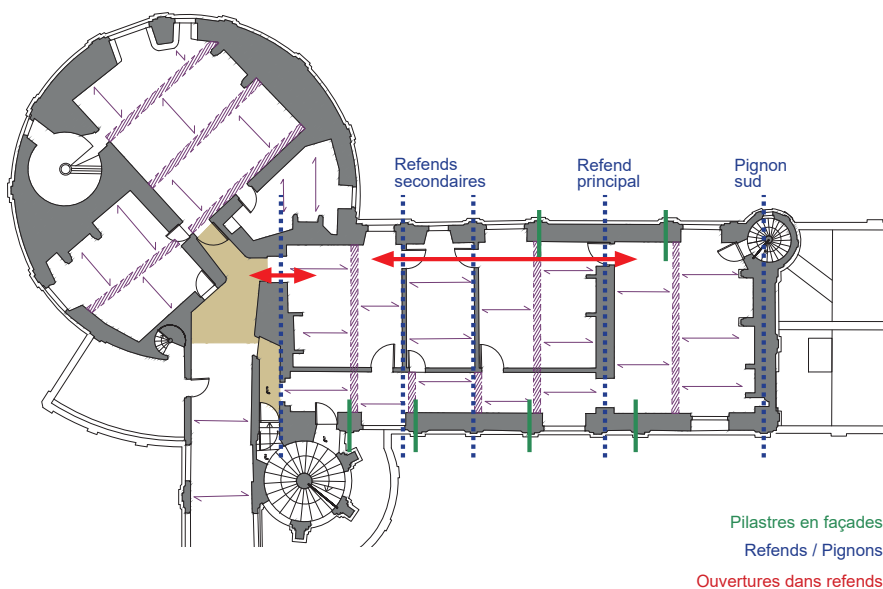 Refends
secondaires
Refend
principal
Pignon
sud
Pilastres en façades
Refends / Pignons
Ouvertures dans refends